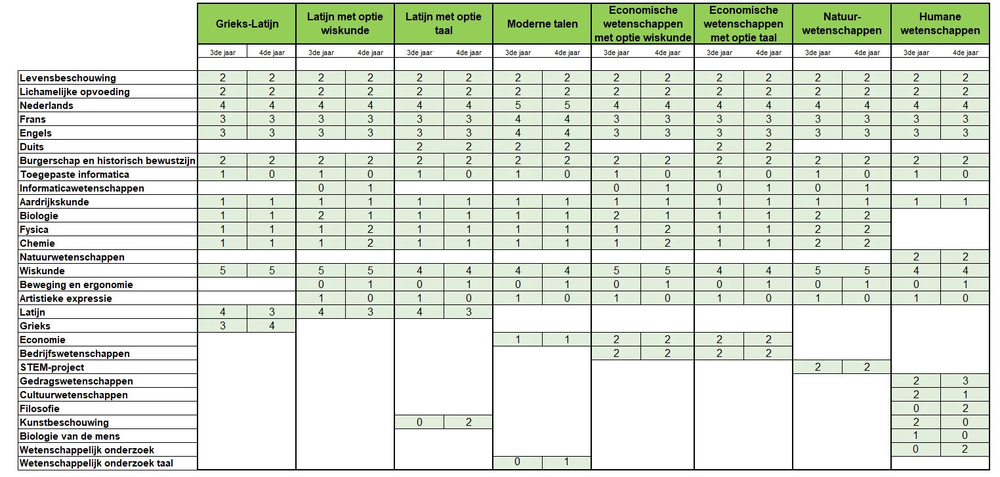 Grieks-Latijn Latijn met optie wiskunde Latijn met optie taal Moderne talen Economische wetenschappen met optie wiskunde Economische wetenschappen met optie taal Natuur-wetenschappen Humane wetenschappen
3de jaar 4de jaar 3de jaar 4de jaar 3de jaar 4de jaar 3de jaar 4de jaar 3de jaar 4de jaar 3de jaar 4de jaar 3de jaar 4de jaar 3de jaar 4de jaar
Levensbeschouwing 2 2 2 2 2 2 2 2 2 2 2 2 2 2 2 2
Lichamelijke opvoeding 2 2 2 2 2 2 2 2 2 2 2 2 2 2 2 2
Nederlands 4 4 4 4 4 4 5 5 4 4 4 4 4 4 4 4
Frans 3 3 3 3 3 3 4 4 3 3 3 3 3 3 3 3
Engels 3 3 3 3 3 3 4 4 3 3 3 3 3 3 3 3
Duits 2 2 2 2 2 2
Burgerschap en historisch bewustzijn 2 2 2 2 2 2 2 2 2 2 2 2 2 2 2 2
Toegepaste informatica 1 0 1 0 1 0 1 0 1 0 1 0 1 0 1 0
Informaticawetenschappen 0 1 0 1 0 1 0 1
Aardrijkskunde 1 1 1 1 1 1 1 1 1 1 1 1 1 1 1 1
Biologie 1 1 2 1 1 1 1 1 2 1 1 1 2 2
Fysica 1 1 1 2 1 1 1 1 1 2 1 1 2 2
Chemie 1 1 1 2 1 1 1 1 1 2 1 1 2 2
Natuurwetenschappen 2 2
Wiskunde 5 5 5 5 4 4 4 4 5 5 4 4 5 5 4 4
Beweging en ergonomie 0 1 0 1 0 1 0 1 0 1 0 1 0 1
Artistieke expressie 1 0 1 0 1 0 1 0 1 0 1 0 1 0
Latijn 4 3 4 3 4 3
Grieks 3 4
Economie 1 1 2 2 2 2
Bedrijfswetenschappen 2 2 2 2
STEM-project 2 2
Gedragswetenschappen 2 3
Cultuurwetenschappen 2 1
Filosofie 0 2
Kunstbeschouwing 0 2 2 0
Biologie van de mens 1 0
Wetenschappelijk onderzoek 0 2
Wetenschappelijk onderzoek taal 0 1